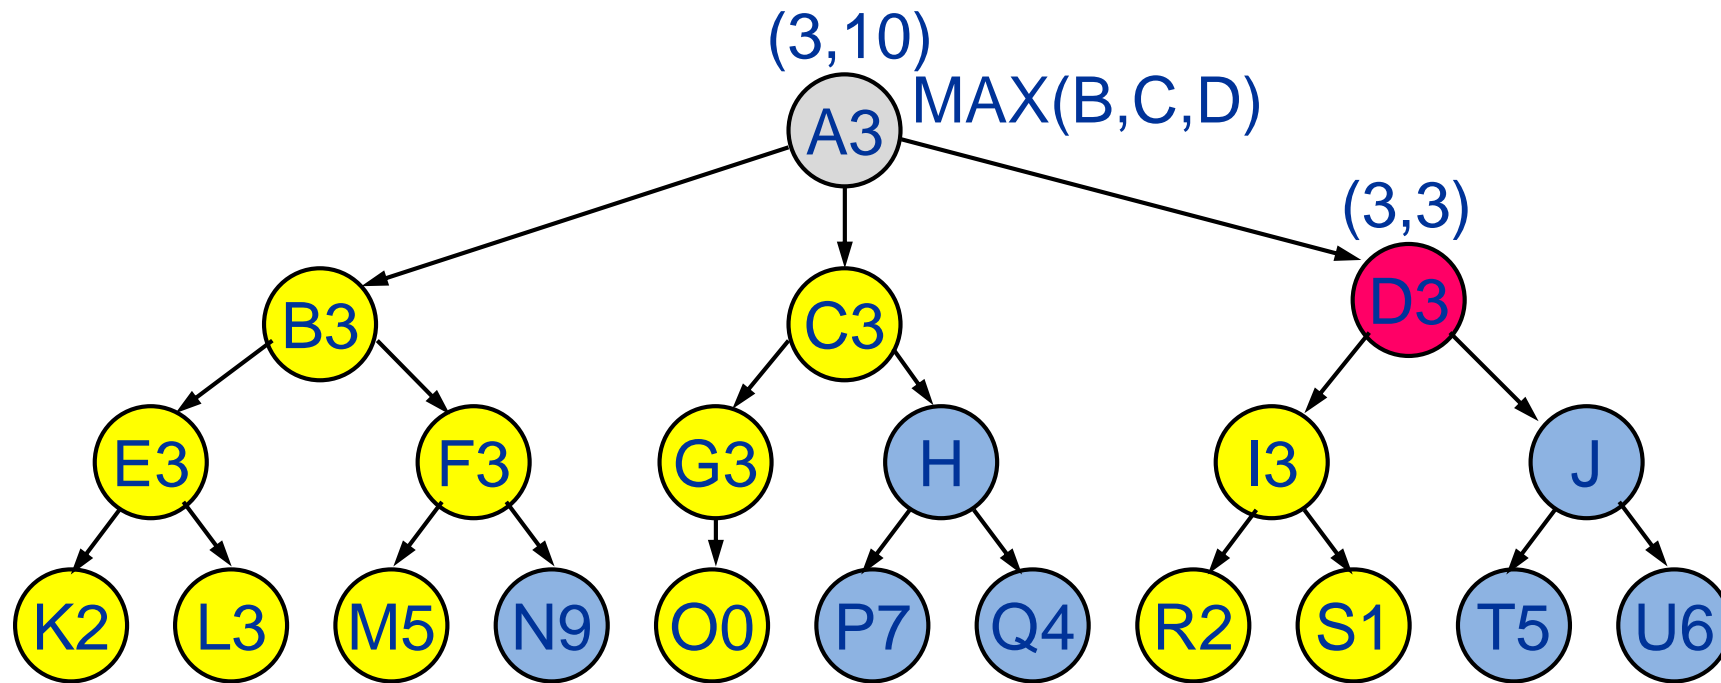 (3,10)
A3 MAX(B,C,D)
(3,3)
B3 C3 D3
E3 F3 G3 H I3 J
K2 L3 M5 N9 O0 P7 Q4 R2 S1 T5 U6